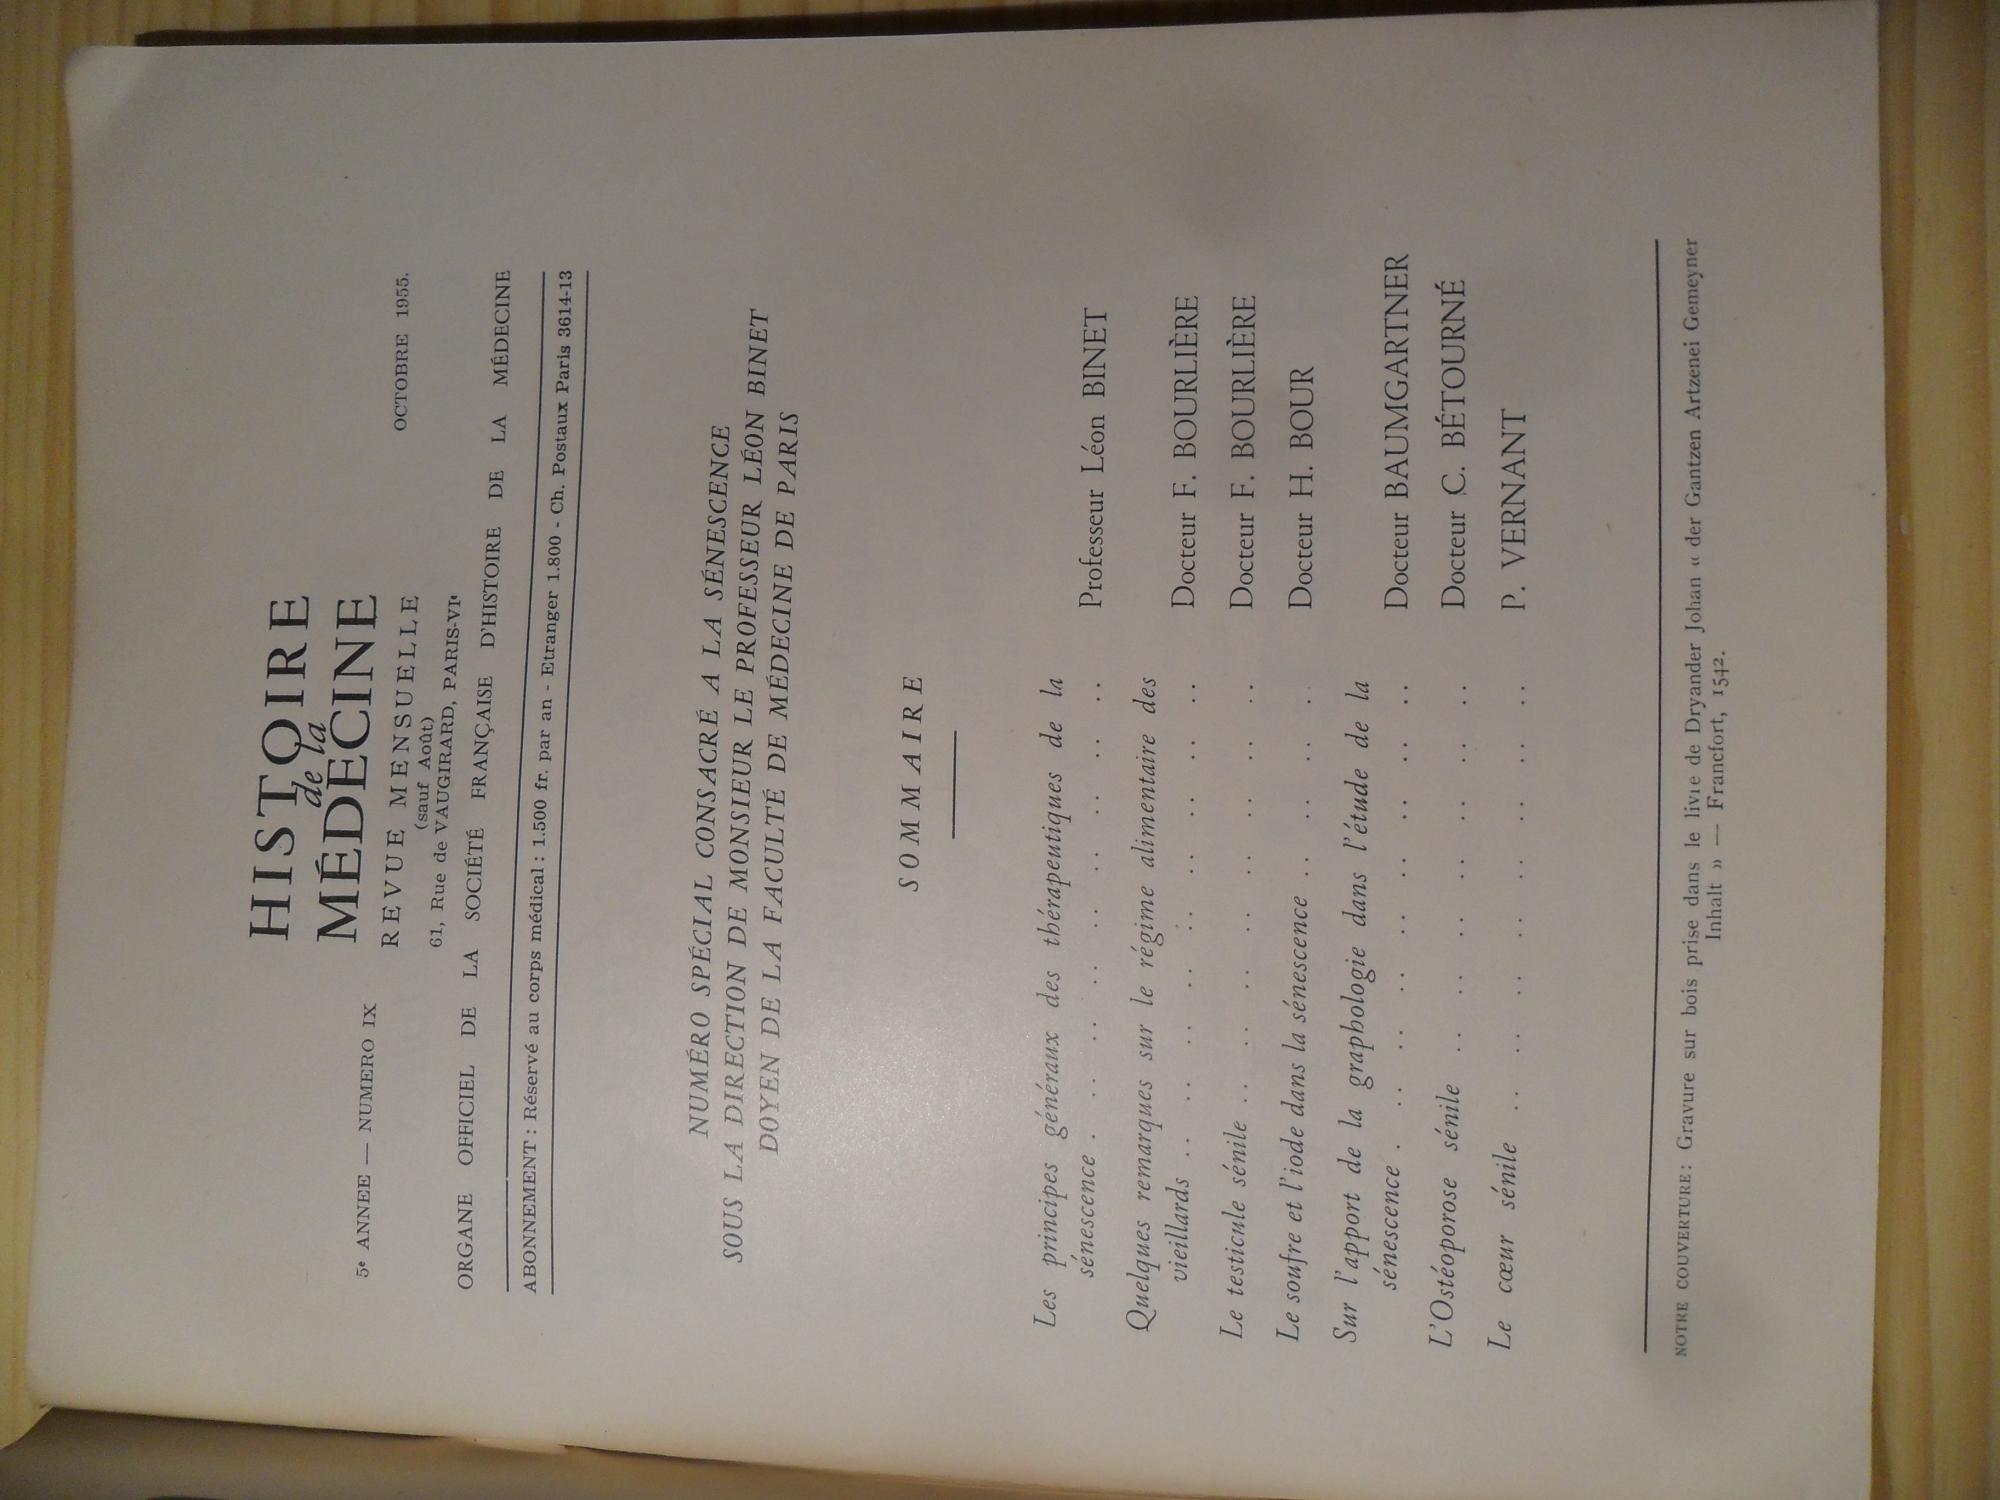 HISTOIRE
de la
MÉDECINE
5e ANNEE — NUMERO IX
REVUE MENSUELLE
OCTOBRE 1955.
(sauf Août)
61, Rue de VAUGIRARD, PARIS-VIe
ORGANE OFFICIEL DE LA SOCIÉTÉ FRANÇAISE D'HISTOIRE DE LA MÉDECINE
ABONNEMENT : Réservé au corps médical : 1.500 fr. par an - Etranger 1.800 - Ch. Postaux Paris 3614-13
NUMÉRO SPÉCIAL CONSACRÉ A LA SÉNESCENCE
SOUS LA DIRECTION DE MONSIEUR LE PROFESSEUR LÉON BINET
DOYEN DE LA FACULTÉ DE MÉDECINE DE PARIS
SOMMAIRE
Les principes généraux des thérapeutiques de la
sénescence . .. .. .. .. .. .. .. .. Professeur Léon BINET
Quelques remarques sur le régime alimentaire des
vieillards .. .. .. .. .. .. .. .. .. Docteur F. BOURLIÈRE
Le testicule sénile .. .. .. .. .. .. .. .. Docteur F. BOURLIÈRE
Le soufre et l'iode dans la sénescence .. .. .. . Docteur H. BOUR
Sur l'apport de la graphologie dans l'étude de la
sénescence . .. .. .. .. .. .. .. .. Docteur BAUMGARTNER
L'Ostéoporose sénile .. .. .. .. .. .. .. Docteur C. BÉTOURNÉ
Le cœur sénile .. .. .. .. .. .. .. .. P. VERNANT
NOTRE COUVERTURE : Gravure sur bois prise dans le livre de Dryander Johan « der Gantzen Artzenei Gemeyner
Inhalt » — Francfort, 1542.